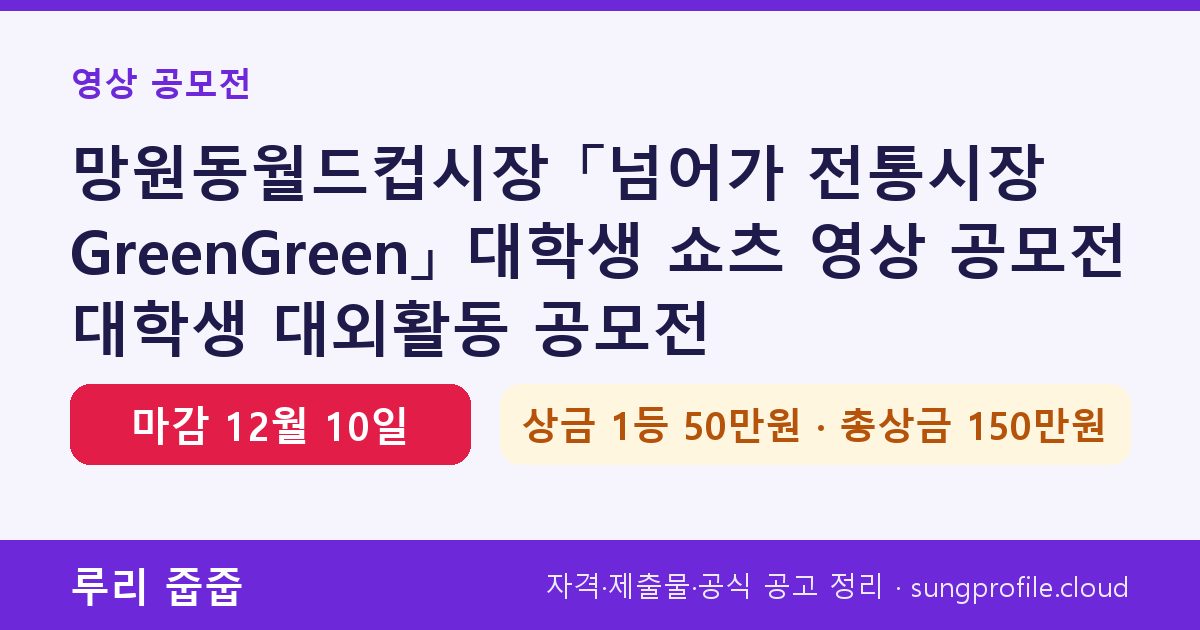 영상 공모전
망원동월드컵시장「넘어가 전통시장
GreenGreen」대학생 쇼츠 영상 공모전
대학생 대외활동 공모전
마감 12월 10일
상금 1등 50만원 · 총상금 150만원
루리 줍줍
자격·제출물·공식 공고 정리 · sungprofile.cloud